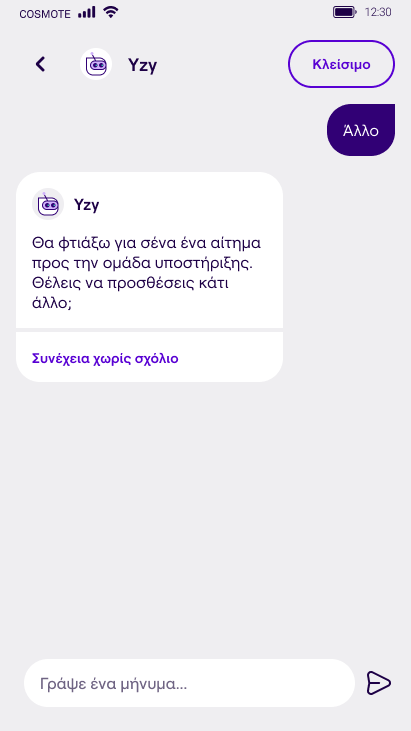 COSMOTE 12:30
Yzy Κλείσιμο
Άλλο
Yzy
Θα φτιάξω για σένα ένα αίτημα
προς την ομάδα υποστήριξης.
Θέλεις να προσθέσεις κάτι
άλλο;
Συνέχεια χωρίς σχόλιο
Γράψε ένα μήνυμα...